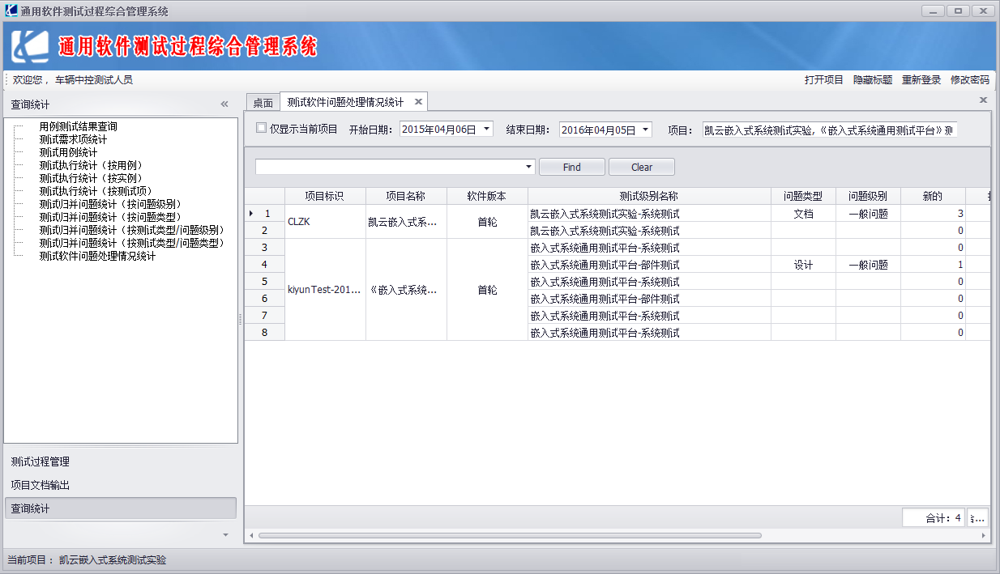 通用软件测试过程综合管理系统
通用软件测试过程综合管理系统
欢迎您， 车辆中控测试人员
打开项目 隐藏标题 重新登录 修改密码
查询统计
用例测试结果查询
测试需求项统计
测试用例统计
测试执行统计（按用例）
测试执行统计（按实例）
测试执行统计（按测试项）
测试归并问题统计（按问题级别）
测试归并问题统计（按问题类型）
测试归并问题统计（按测试类型/问题级别）
测试归并问题统计（按测试类型/问题类型）
测试软件问题处理情况统计
测试过程管理
项目文档输出
查询统计
桌面 测试软件问题处理情况统计
仅显示当前项目 开始日期： 2015年04月06日 结束日期： 2016年04月05日 项目： 凯云嵌入式系统测试实验,《嵌入式系统通用测试平台》测
Find Clear
项目标识 项目名称 软件版本 测试级别名称 问题类型 问题级别 新的
1 CLZK 凯云嵌入式系... 首轮 凯云嵌入式系统测试实验-系统测试 文档 一般问题 3
2 凯云嵌入式系统测试实验-系统测试 0
3 kiyunTest-201... 《嵌入式系统... 首轮 嵌入式系统通用测试平台-系统测试 0
4 嵌入式系统通用测试平台-部件测试 设计 一般问题 1
5 嵌入式系统通用测试平台-系统测试 0
6 嵌入式系统通用测试平台-部件测试 0
7 嵌入式系统通用测试平台-系统测试 0
8 嵌入式系统通用测试平台-系统测试 0
合计： 4
当前项目： 凯云嵌入式系统测试实验